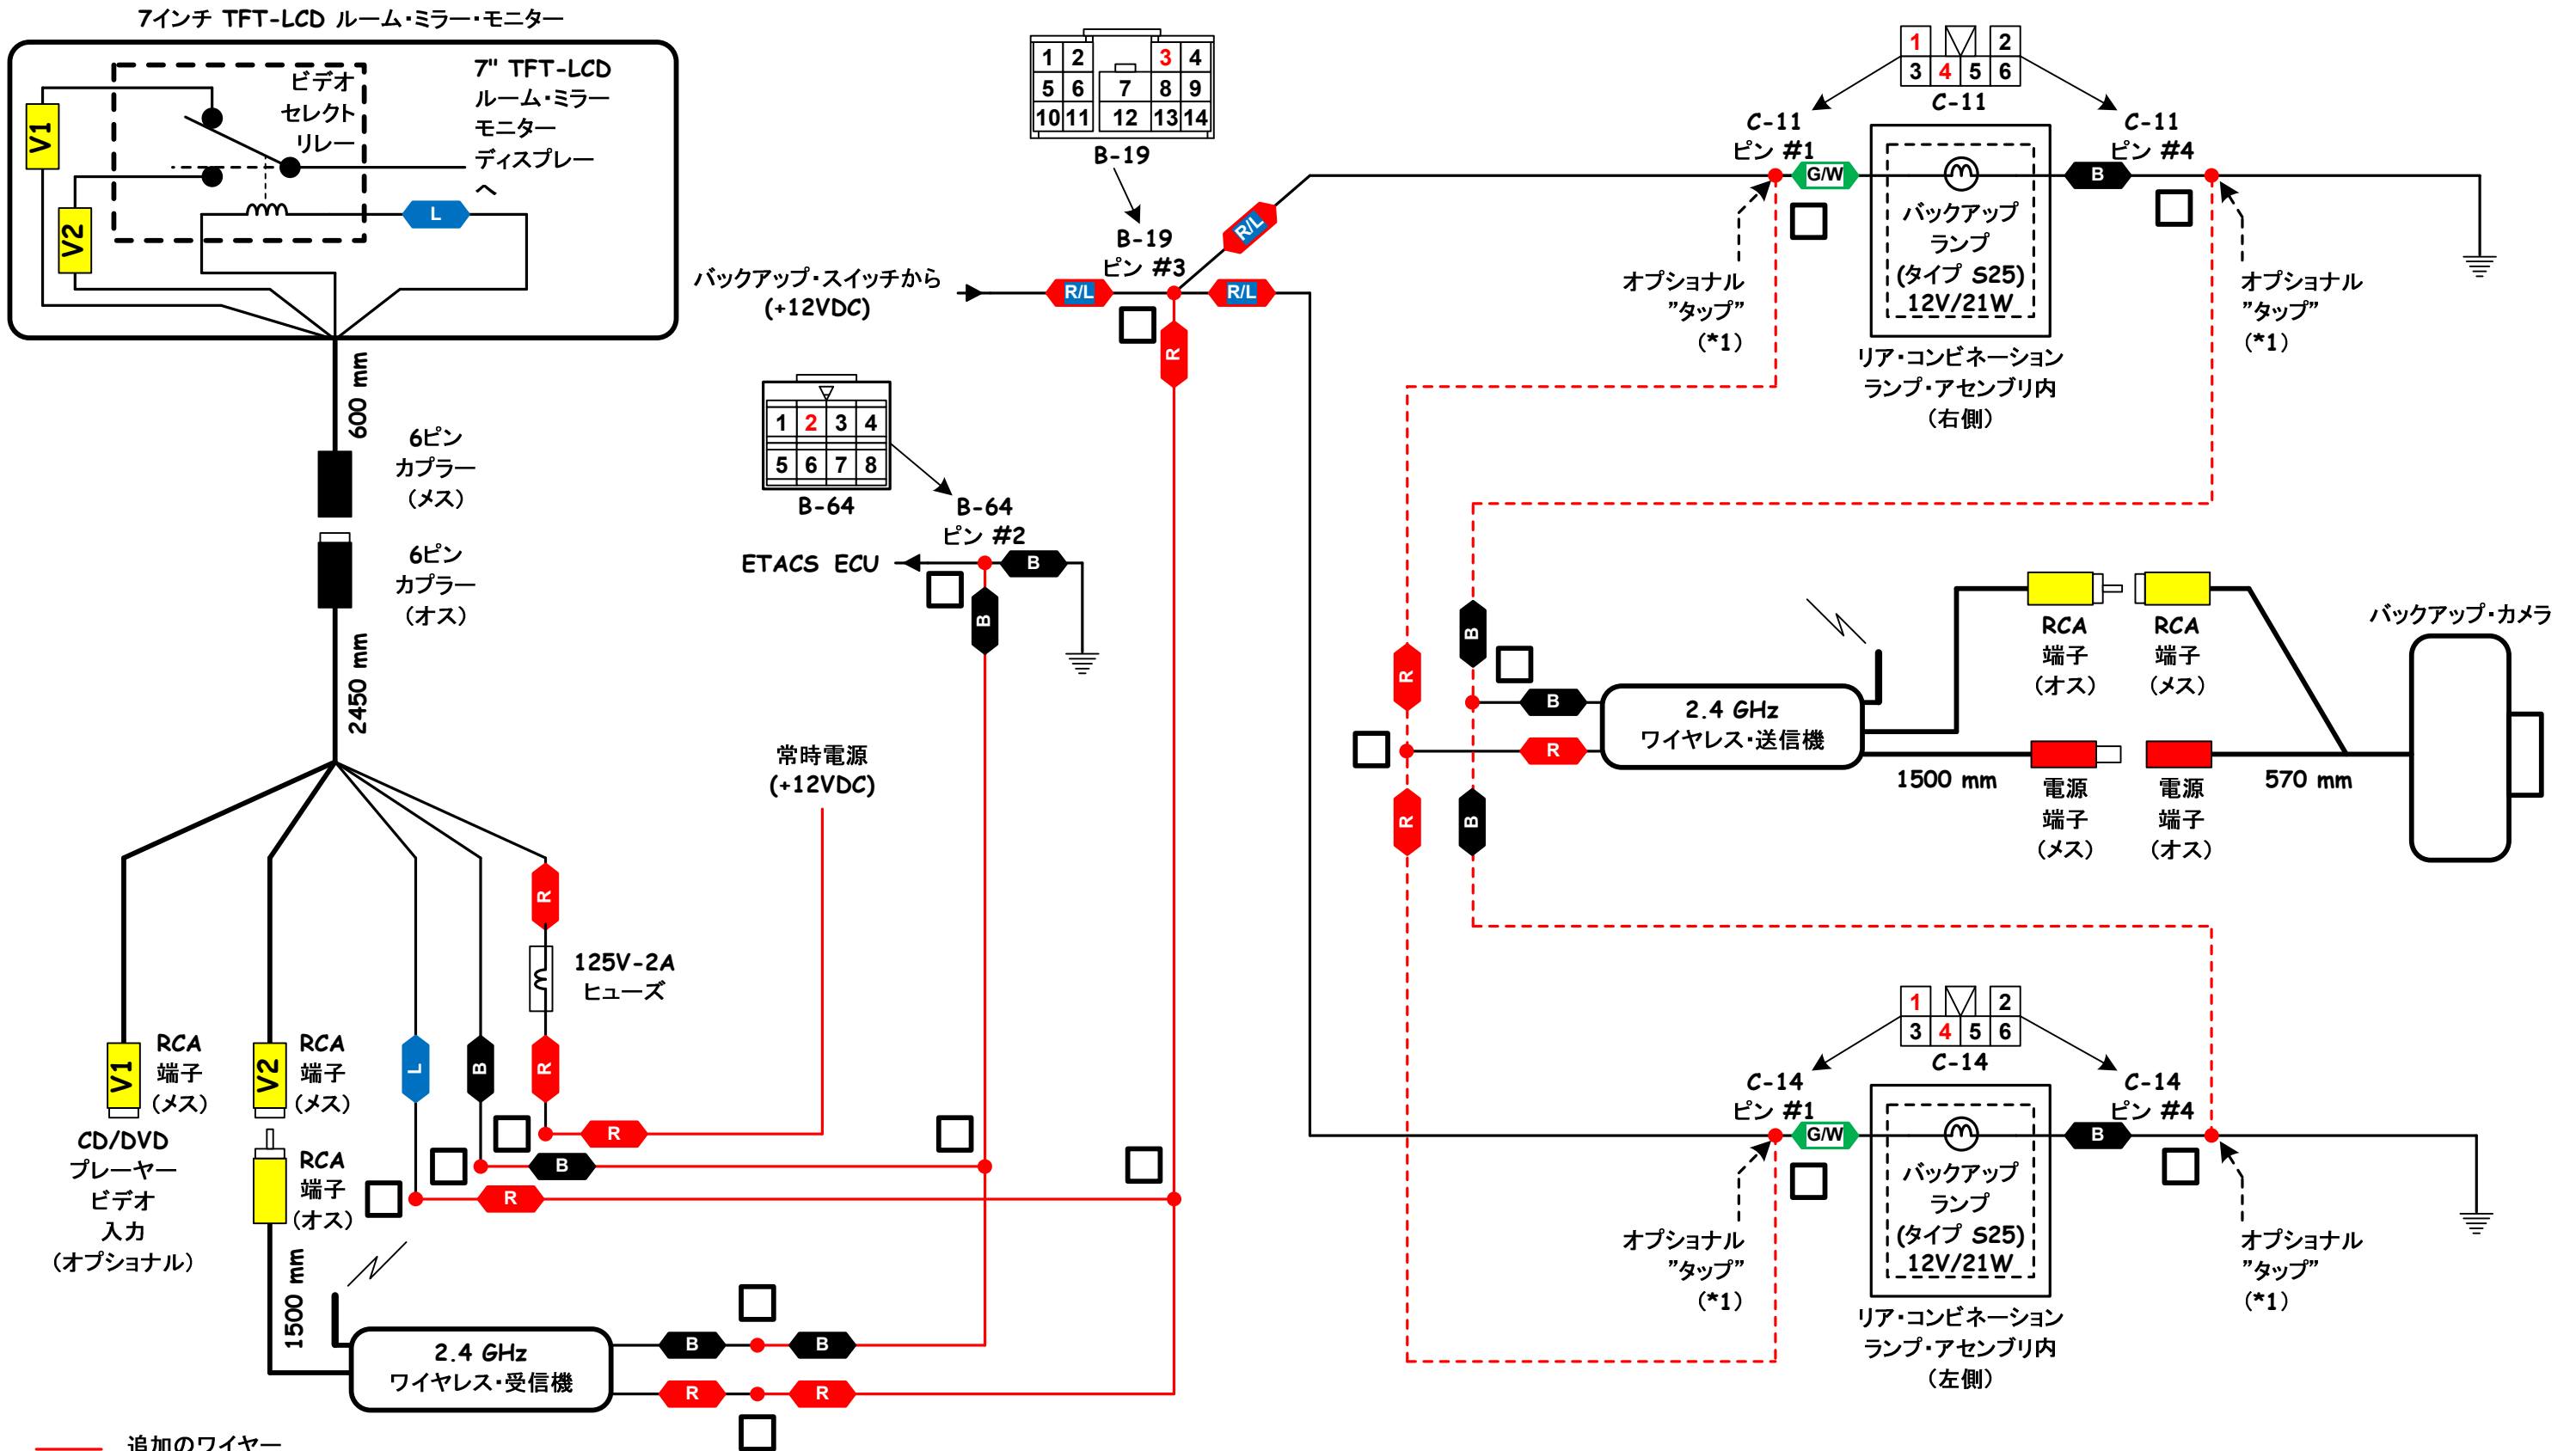 7インチ TFT-LCD ルーム・ミラー・モニター
V1
V2
ビデオ
セレクト
リレー
7" TFT-LCD
ルーム・ミラー
モニター
ディスプレー
へ
L
600 mm
6ピン
カプラー
(メス)
6ピン
カプラー
(オス)
2450 mm
R
125V-2A
ヒューズ
V1
RCA
端子
(メス)
V2
RCA
端子
(メス)
L
B
R
CD/DVD
プレーヤー
ビデオ
入力
(オプショナル)
RCA
端子
(オス)
1500 mm
R
B
R
2.4 GHz
ワイヤレス・受信機
B
B
R
R
追加のワイヤー
1 2 3 4
5 6 7 8 9
10 11 12 13 14
B-19
B-19
ピン #3
バックアップ・スイッチから
(+12VDC)
R/L
R/L
R/L
R
1 2 3 4
5 6 7 8
B-64
B-64
ピン #2
ETACS ECU
B
B
常時電源
(+12VDC)
1 2
3 4 5 6
C-11
C-11
ピン #1
C-11
ピン #4
G/W
B
バックアップ
ランプ
(タイプ S25)
12V/21W
オプショナル
”タップ”
(*1)
オプショナル
”タップ”
(*1)
リア・コンビネーション
ランプ・アセンブリ内
(右側)
R
B
B
R
R
B
2.4 GHz
ワイヤレス・送信機
RCA
端子
(オス)
RCA
端子
(メス)
バックアップ・カメラ
1500 mm
電源
端子
(メス)
電源
端子
(オス)
570 mm
1 2
3 4 5 6
C-14
C-14
ピン #1
C-14
ピン #4
G/W
B
バックアップ
ランプ
(タイプ S25)
12V/21W
オプショナル
”タップ”
(*1)
オプショナル
”タップ”
(*1)
リア・コンビネーション
ランプ・アセンブリ内
(左側)